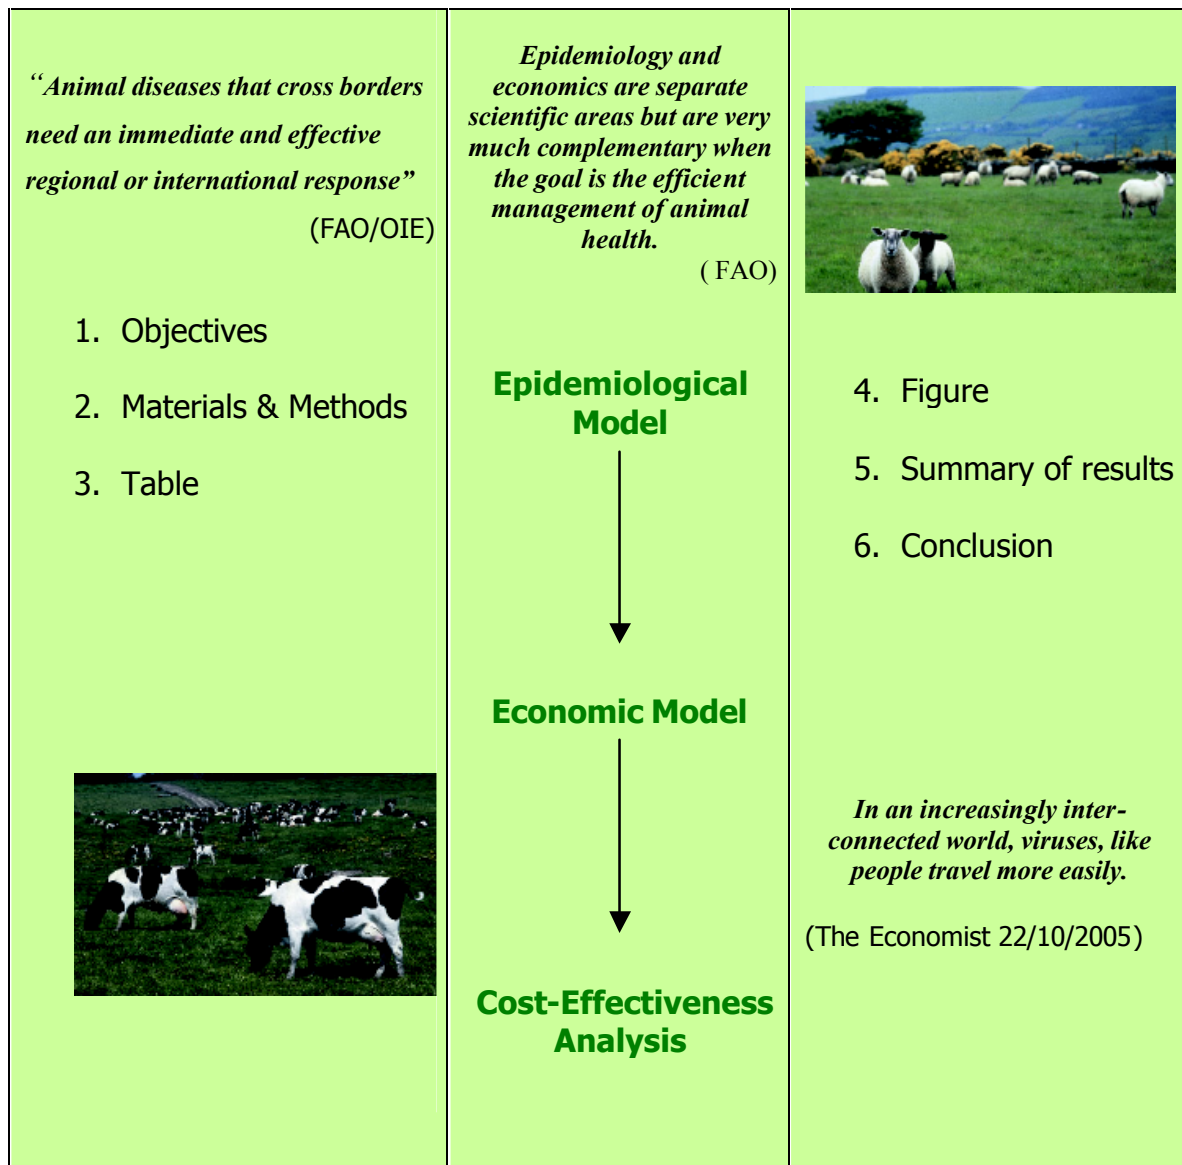 “Animal diseases that cross borders
need an immediate and effective
regional or international response”
(FAO/OIE)
1. Objectives
2. Materials & Methods
3. Table
Epidemiology and
economics are separate
scientific areas but are very
much complementary when
the goal is the efficient
management of animal
health.
( FAO)
Epidemiological
Model
Economic Model
Cost-Effectiveness
Analysis
4. Figure
5. Summary of results
6. Conclusion
In an increasingly inter-
connected world, viruses, like
people travel more easily.
(The Economist 22/10/2005)